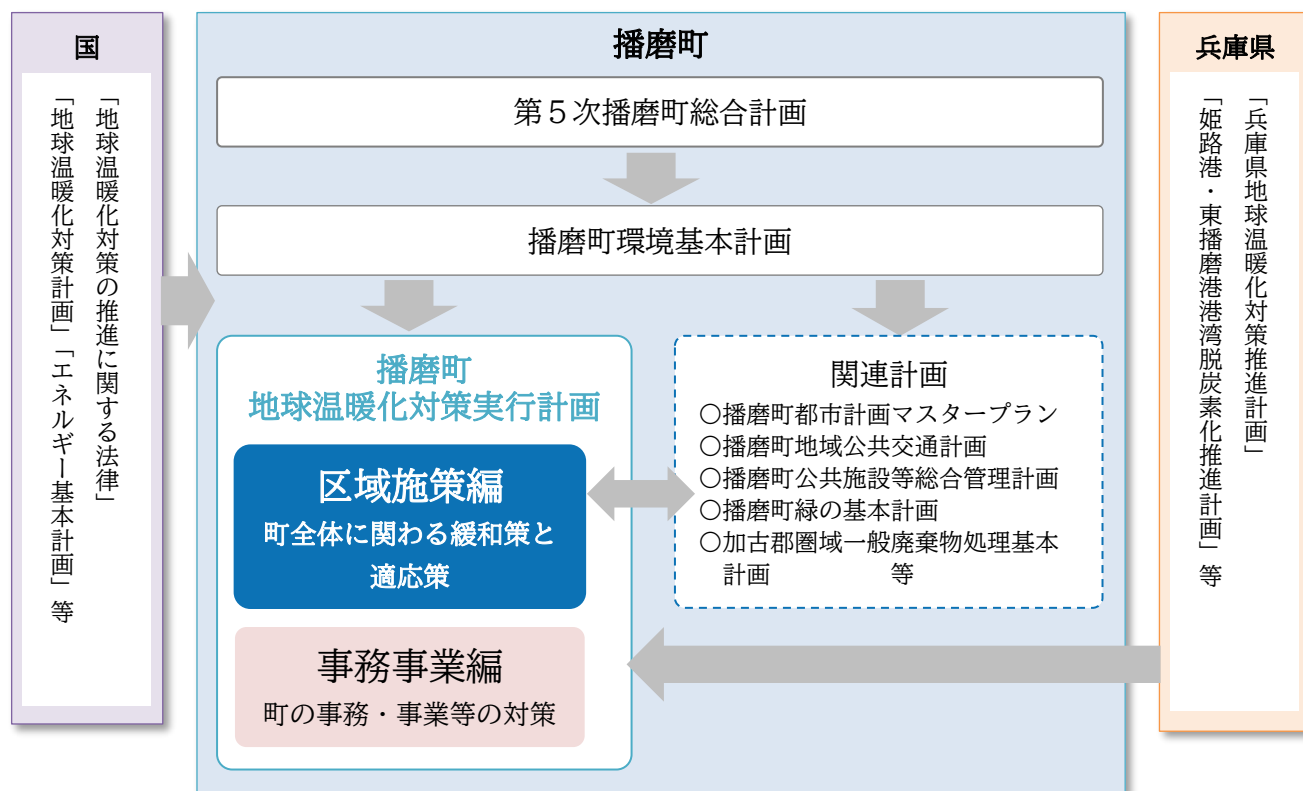 国
「地球温暖化対策の推進に関する法律」
「地球温暖化対策計画」「エネルギー基本計画」等
播磨町
第５次播磨町総合計画
播磨町環境基本計画
播磨町
地球温暖化対策実行計画
区域施策編
町全体に関わる緩和策と
適応策
事務事業編
町の事務・事業等の対策
関連計画
○播磨町都市計画マスタープラン
○播磨町地域公共交通計画
○播磨町公共施設等総合管理計画
○播磨町緑の基本計画
○加古郡圏域一般廃棄物処理基本
計画　　　　　等
兵庫県
「兵庫県地球温暖化対策推進計画」
「姫路港・東播磨港港湾脱炭素化推進計画」等